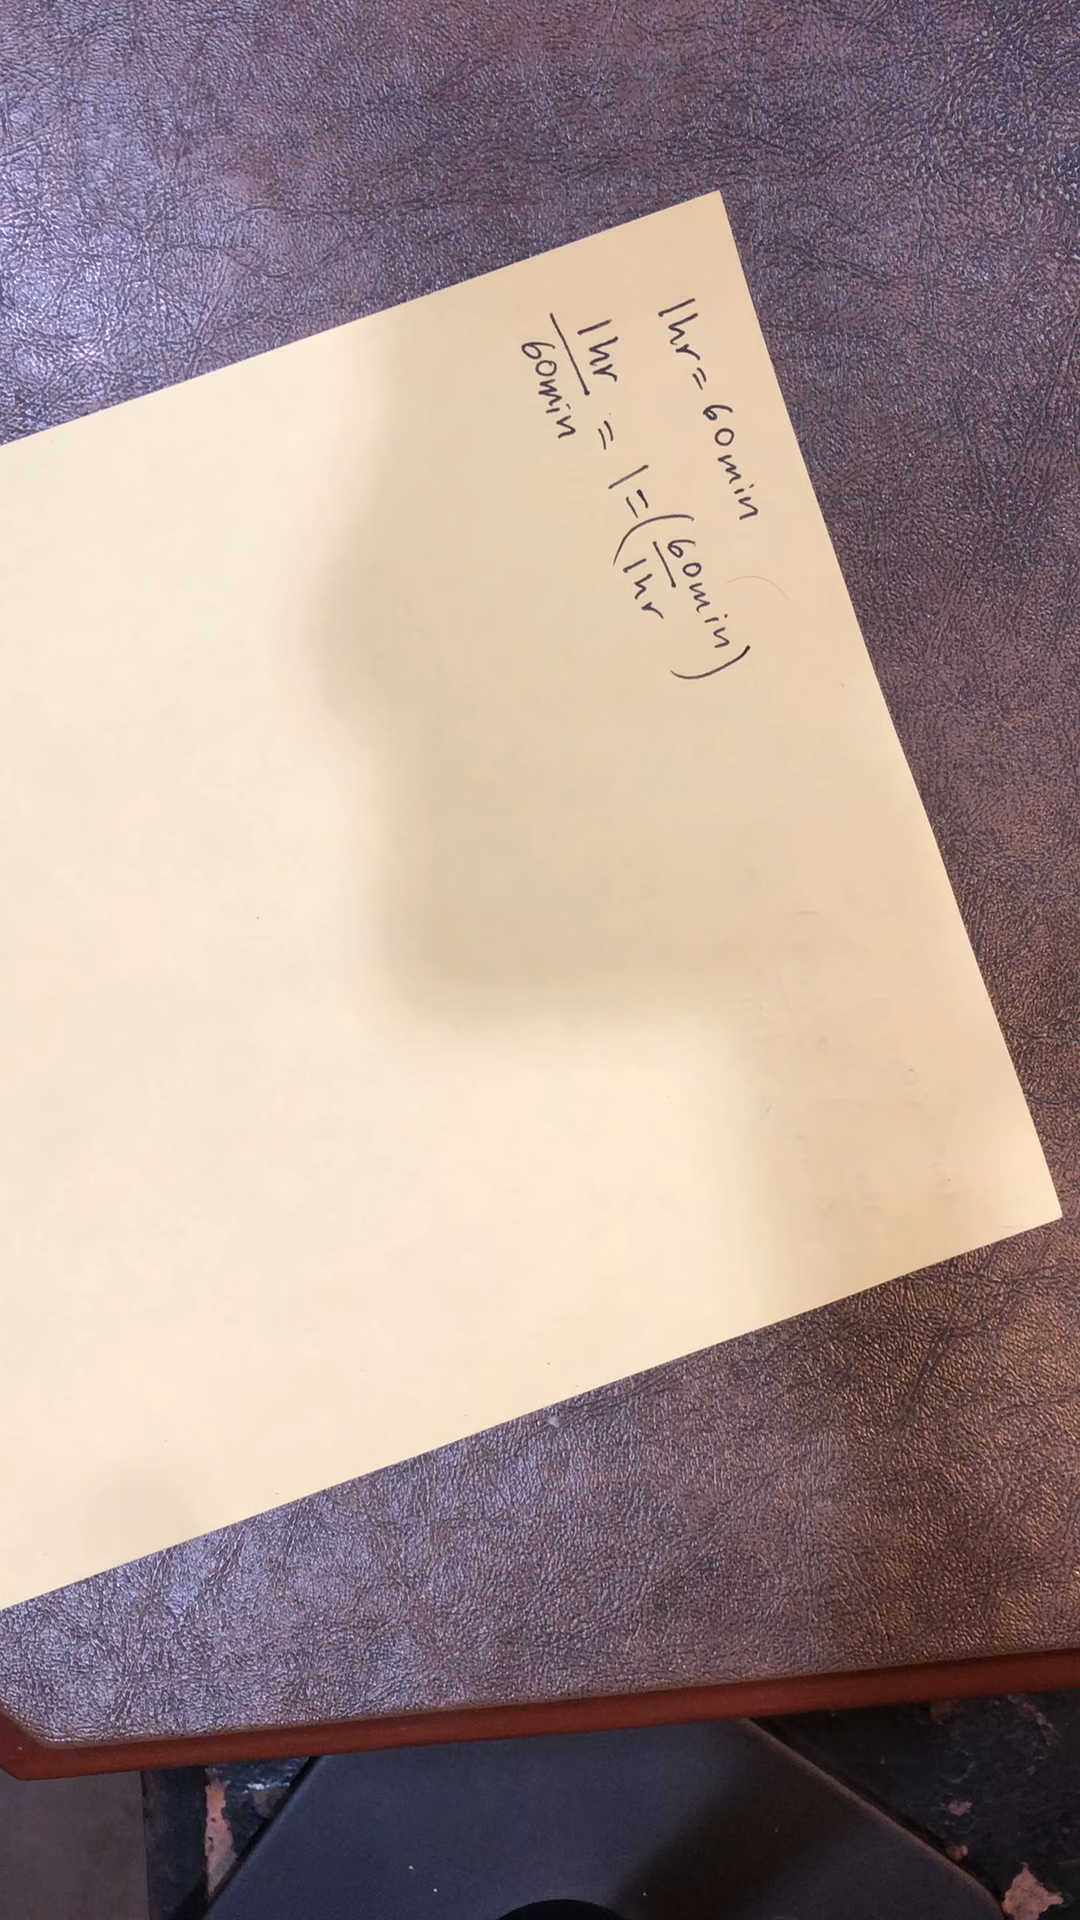 1hr = 60min
1hr/60min = 1 = (60min/1hr)